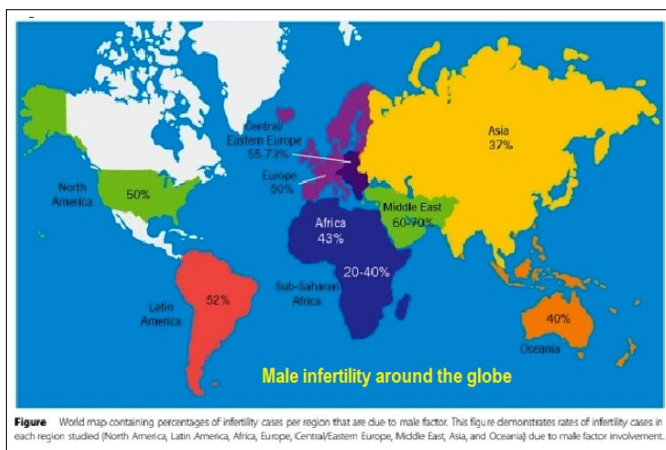 Central/
Eastern Europe
55.73%
Asia
37%
Europe
50%
North
America
50%
Middle East
60-70%
Africa
43%
20-40%
Sub-Saharan
Africa
52%
Latin
America
40%
Oceania
Male infertility around the globe
Figure World map containing percentages of infertility cases per region that are due to male factor. This figure demonstrates rates of infertility cases in
each region studied (North America, Latin America, Africa, Europe, Central/Eastern Europe, Middle East, Asia, and Oceania) due to male factor involvement.